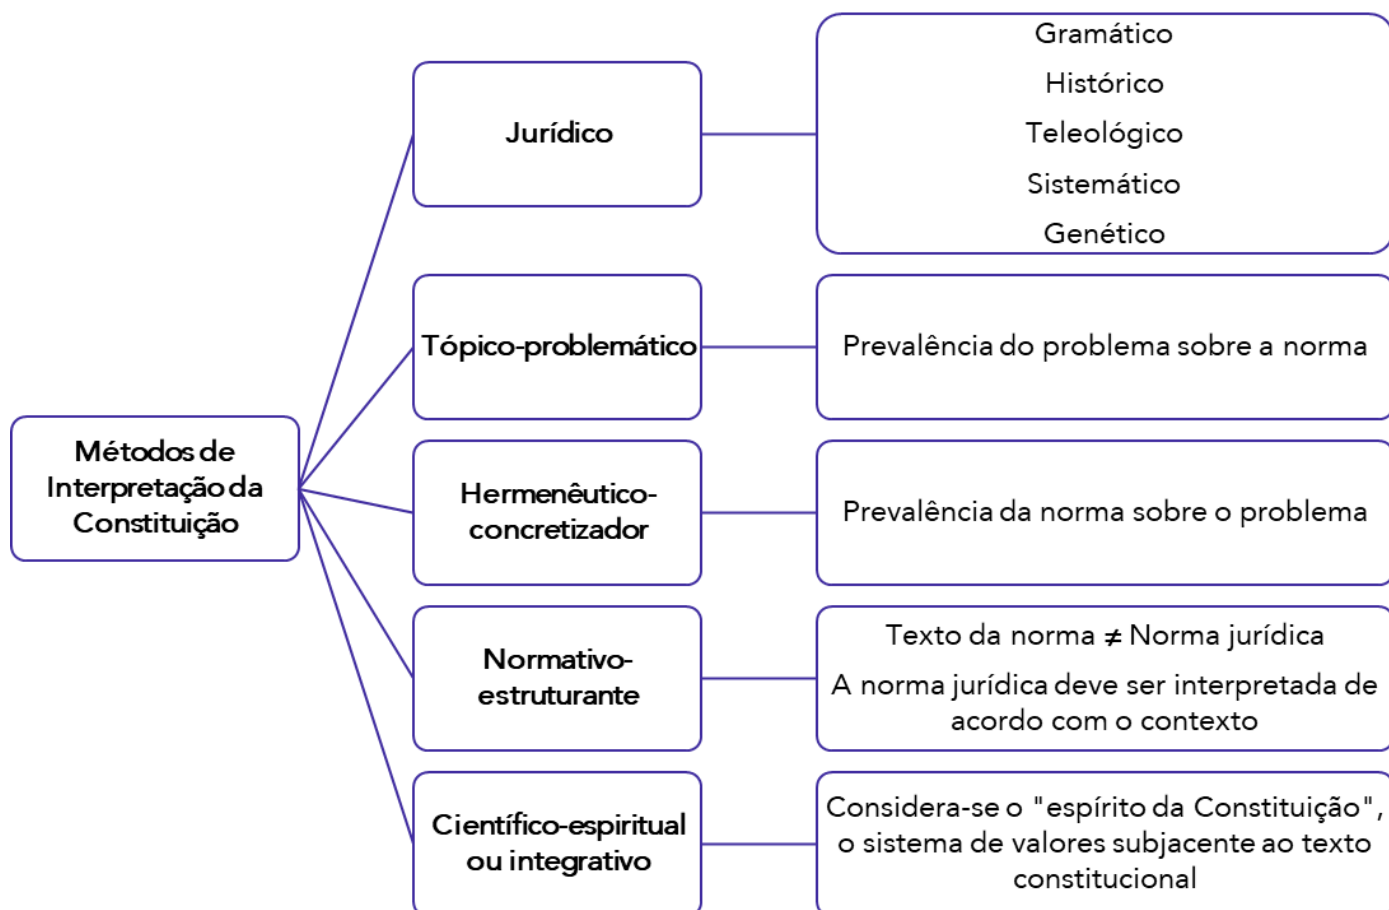 Métodos de
Interpretação da
Constituição
Jurídico
Gramático
Histórico
Teleológico
Sistemático
Genético
Tópico-problemático
Prevalência do problema sobre a norma
Hermenêutico-
concretizador
Prevalência da norma sobre o problema
Normativo-
estruturante
Texto da norma ≠ Norma jurídica
A norma jurídica deve ser interpretada de
acordo com o contexto
Científico-espiritual
ou integrativo
Considera-se o "espírito da Constituição",
o sistema de valores subjacente ao texto
constitucional